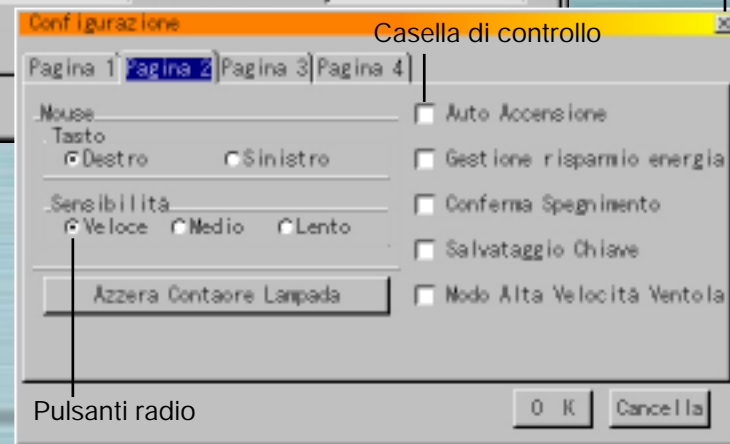 Configurazione
Casella di controllo
Pagina 1 Pagina 2 Pagina 3 Pagina 4
Mouse
Tasto
Destro Sinistro
Sensibilità
Veloce Medio Lento
Azzera Contaore Lampada
Auto Accensione
Gestione risparmio energia
Conferma Spegnimento
Salvataggio Chiave
Modo Alta Velocità Ventola
Pulsanti radio
O K Cancella